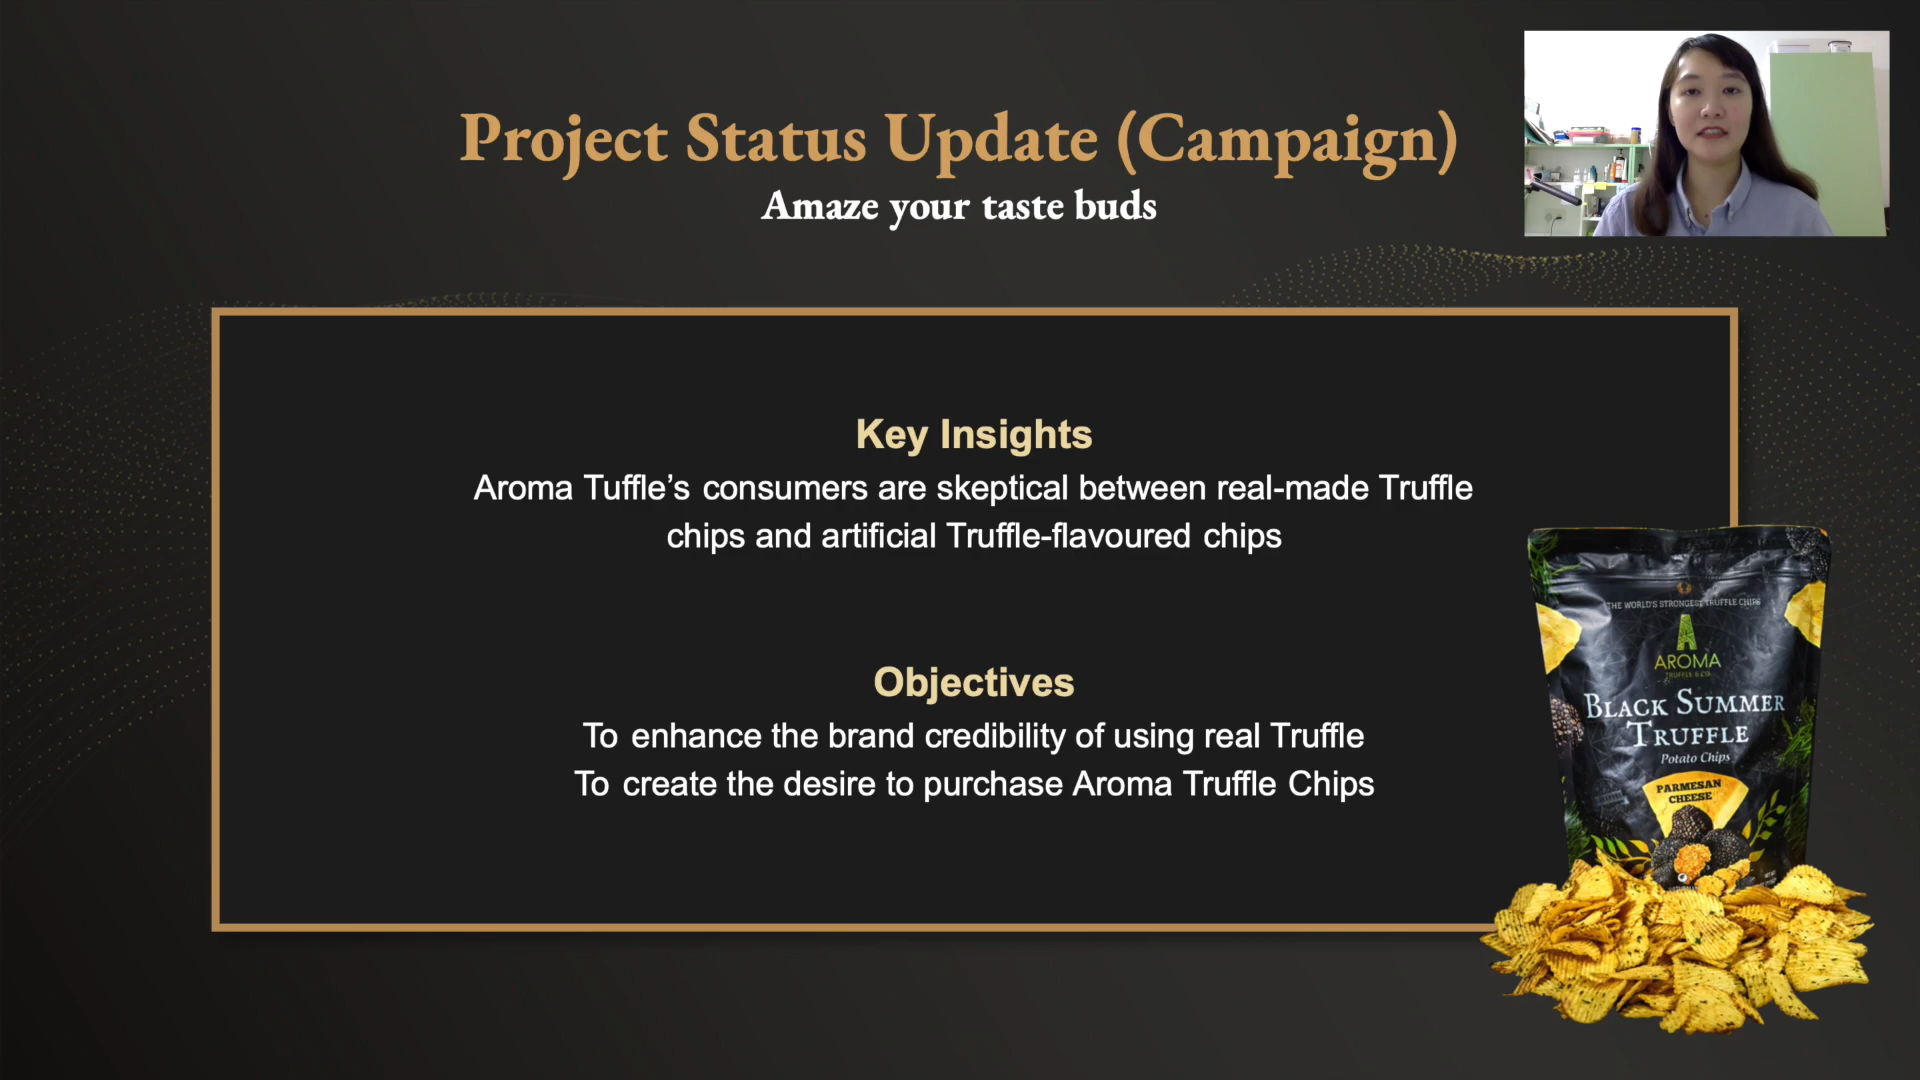 Project Status Update (Campaign)
Amaze your taste buds
Key Insights
Aroma Tuffle’s consumers are skeptical between real-made Truffle
chips and artificial Truffle-flavoured chips
Objectives
To enhance the brand credibility of using real Truffle
To create the desire to purchase Aroma Truffle Chips
THE WORLD'S STRONGEST TRUFFLE CHIPS
AROMA
TRUFFLE & CO
BLACK SUMMER
TRUFFLE
Potato Chips
PARMESAN
CHEESE